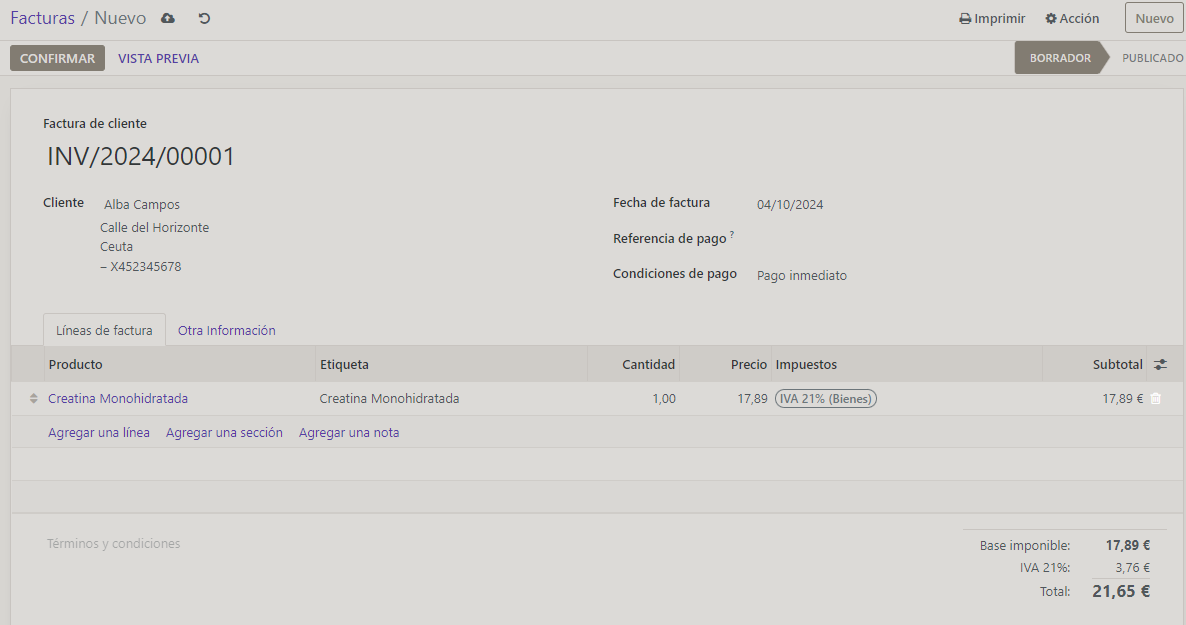 Facturas / Nuevo
Imprimir Acción Nuevo
CONFIRMAR VISTA PREVIA BORRADOR PUBLICADO
Factura de cliente
INV/2024/00001
Cliente Alba Campos
Calle del Horizonte
Ceuta
– X452345678
Fecha de factura 04/10/2024
Referencia de pago ?
Condiciones de pago Pago inmediato
Líneas de factura Otra Información
Producto Etiqueta Cantidad Precio Impuestos Subtotal
Creatina Monohidratada Creatina Monohidratada 1,00 17,89 IVA 21% (Bienes) 17,89 €
Agregar una línea Agregar una sección Agregar una nota
Términos y condiciones
Base imponible: 17,89 €
IVA 21%: 3,76 €
Total: 21,65 €